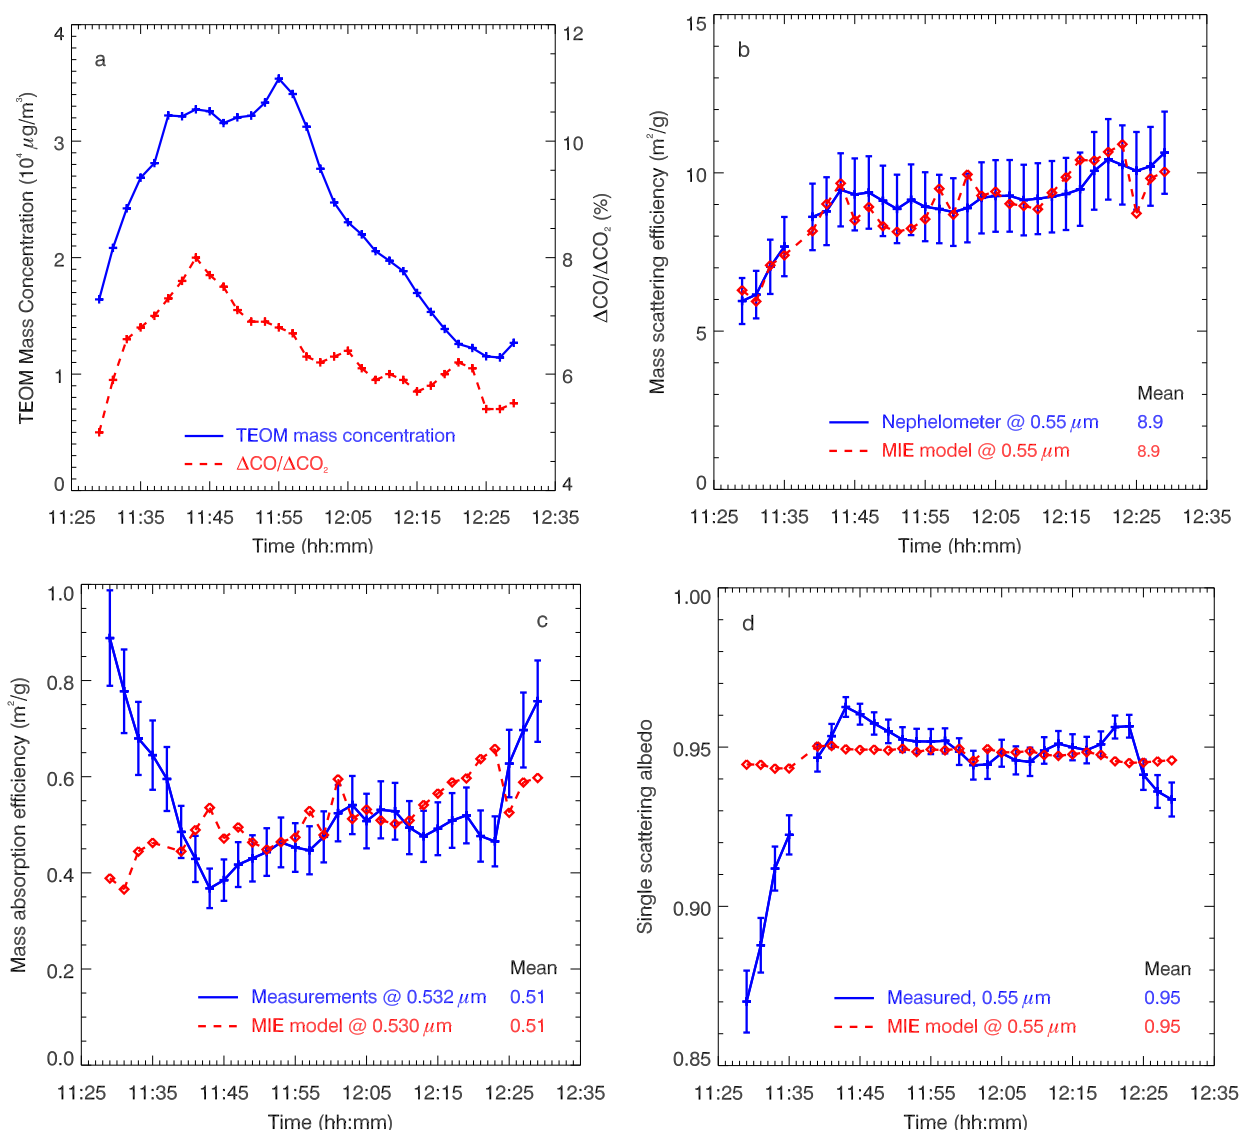 a
4
3
2
1
0
TEOM Mass Concentration (10⁴ μg/m³)
12
10
8
6
4
ΔCO/ΔCO₂ (%)
TEOM mass concentration
ΔCO/ΔCO₂
11:25 11:35 11:45 11:55 12:05 12:15 12:25 12:35
Time (hh:mm)
b
15
10
5
0
Mass scattering efficiency (m²/g)
Mean
Nephelometer @ 0.55 μm 8.9
MIE model @ 0.55 μm 8.9
11:25 11:35 11:45 11:55 12:05 12:15 12:25 12:35
Time (hh:mm)
c
1.0
0.8
0.6
0.4
0.2
0.0
Mass absorption efficiency (m²/g)
Mean
Measurements @ 0.532 μm 0.51
MIE model @ 0.530 μm 0.51
11:25 11:35 11:45 11:55 12:05 12:15 12:25 12:35
Time (hh:mm)
d
1.00
0.95
0.90
0.85
Single scattering albedo
Mean
Measured, 0.55 μm 0.95
MIE model @ 0.55 μm 0.95
11:25 11:35 11:45 11:55 12:05 12:15 12:25 12:35
Time (hh:mm)